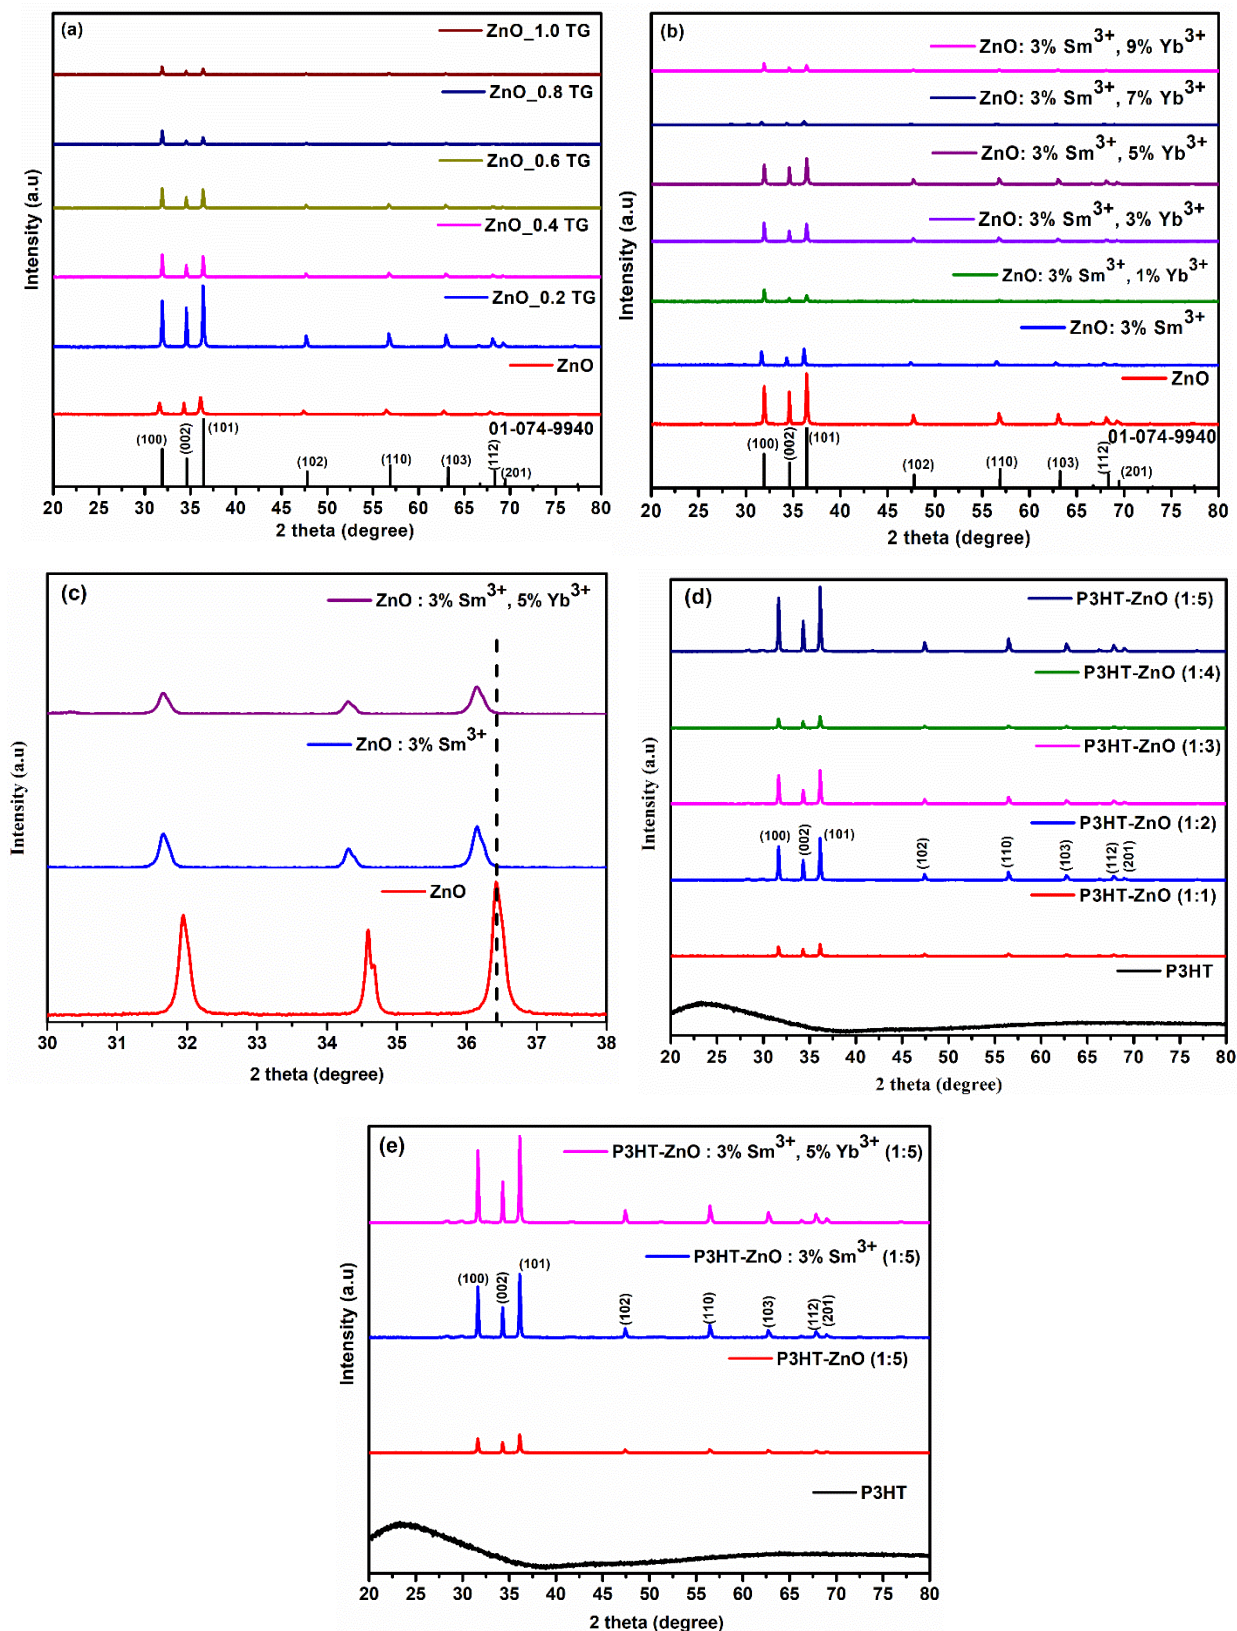 (a)
ZnO_1.0 TG
ZnO_0.8 TG
ZnO_0.6 TG
ZnO_0.4 TG
ZnO_0.2 TG
ZnO
01-074-9940
(100)
(002)
(101)
(102)
(110)
(103)
(112)
(201)
Intensity (a.u)
20 25 30 35 40 45 50 55 60 65 70 75 80
2 theta (degree)
(b)
ZnO: 3% Sm³⁺, 9% Yb³⁺
ZnO: 3% Sm³⁺, 7% Yb³⁺
ZnO: 3% Sm³⁺, 5% Yb³⁺
ZnO: 3% Sm³⁺, 3% Yb³⁺
ZnO: 3% Sm³⁺, 1% Yb³⁺
ZnO: 3% Sm³⁺
ZnO
01-074-9940
(100)
(002)
(101)
(102)
(110)
(103)
(112)
(201)
Intensity (a.u)
20 25 30 35 40 45 50 55 60 65 70 75 80
2 theta (degree)
(c)
ZnO : 3% Sm³⁺, 5% Yb³⁺
ZnO : 3% Sm³⁺
ZnO
Intensity (a.u)
30 31 32 33 34 35 36 37 38
2 theta (degree)
(d)
P3HT-ZnO (1:5)
P3HT-ZnO (1:4)
P3HT-ZnO (1:3)
P3HT-ZnO (1:2)
(100)
(002)
(101)
(102)
(110)
(103)
(112)
(201)
P3HT-ZnO (1:1)
P3HT
Intensity (a.u)
20 25 30 35 40 45 50 55 60 65 70 75 80
2 theta (degree)
(e)
P3HT-ZnO : 3% Sm³⁺, 5% Yb³⁺ (1:5)
P3HT-ZnO : 3% Sm³⁺ (1:5)
(100)
(002)
(101)
(102)
(110)
(103)
(112)
(201)
P3HT-ZnO (1:5)
P3HT
Intensity (a.u)
20 25 30 35 40 45 50 55 60 65 70 75 80
2 theta (degree)